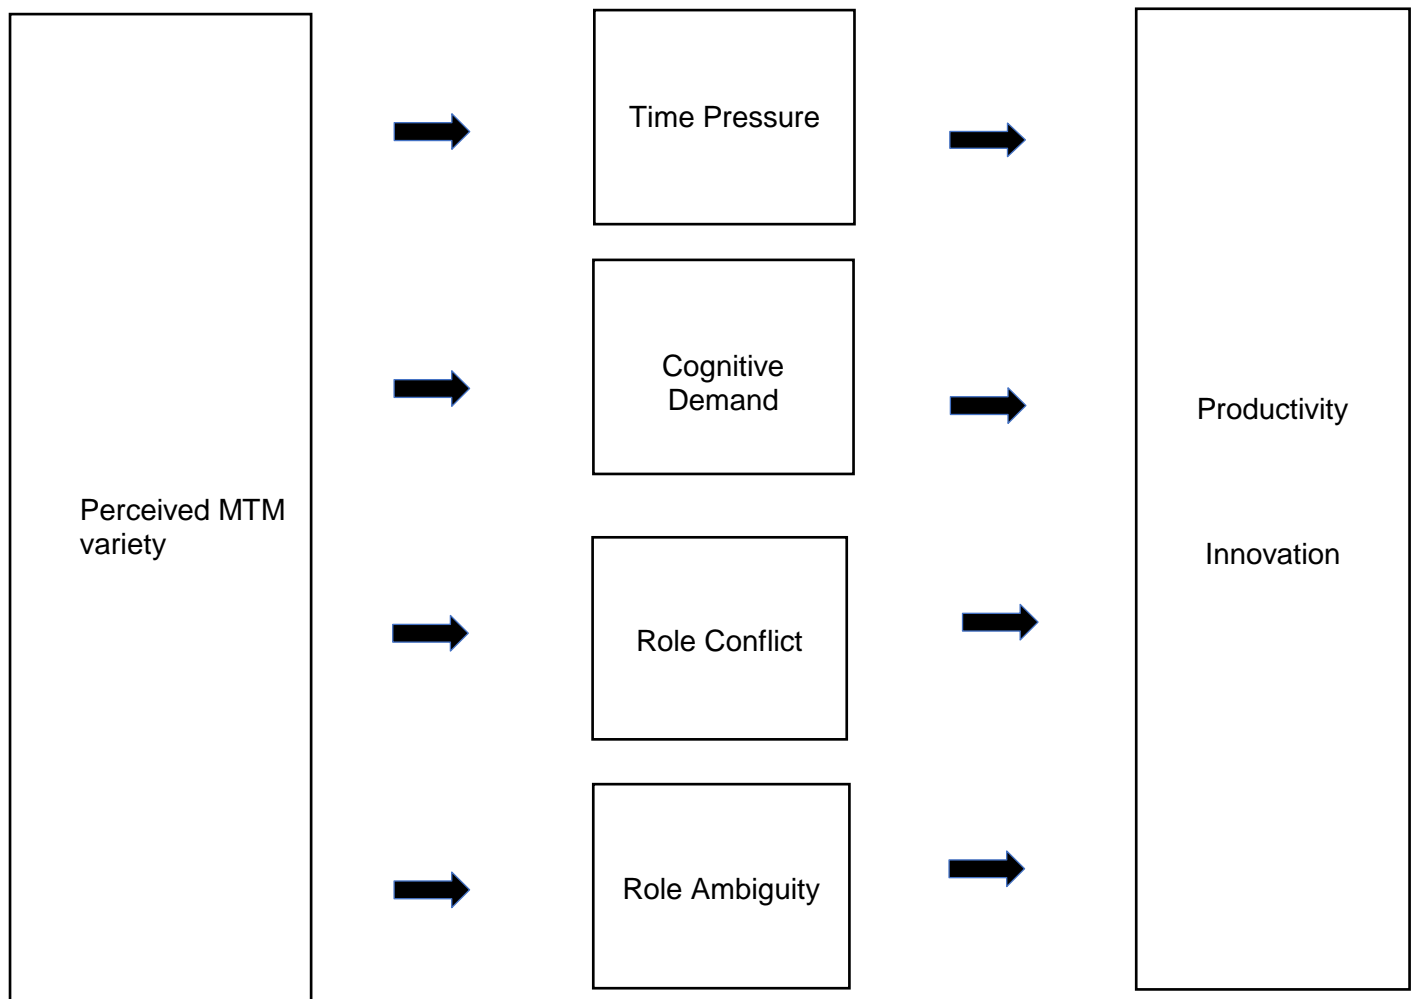 Perceived MTM
variety
Time Pressure
Cognitive
Demand
Role Conflict
Role Ambiguity
Productivity
Innovation